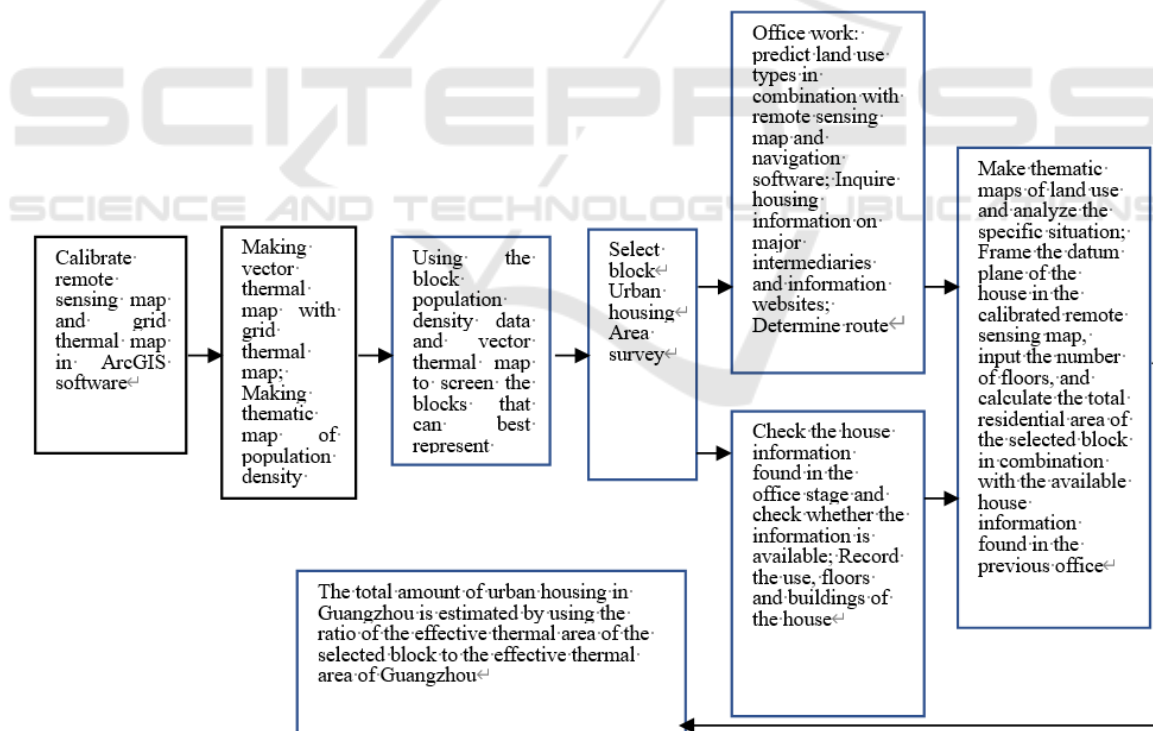 SCITEPRESS
SCIENCE AND TECHNOLOGY PUBLICATIONS
Calibrate
remote
sensing map
and grid
thermal map
in ArcGIS
software
Making
vector
thermal
map with
grid
thermal
map;
Making
thematic
map of
population
density
Using the
block
population
density data
and vector
thermal map
to screen the
blocks that
can best
represent
Select
block
Urban
housing
Area
survey
Office work:
predict land use
types in
combination with
remote sensing
map and
navigation
software; Inquire
housing
information on
major
intermediaries
and information
websites;
Determine route
Check the house
information
found in the
office stage and
check whether the
information is
available; Record
the use, floors
and buildings of
the house
Make thematic
maps of land use
and analyze the
specific situation;
Frame the datum
plane of the
house in the
calibrated remote
sensing map,
input the number
of floors, and
calculate the total
residential area of
the selected block
in combination
with the available
house
information
found in the
previous office
The total amount of urban housing in
Guangzhou is estimated by using the
ratio of the effective thermal area of the
selected block to the effective thermal
area of Guangzhou